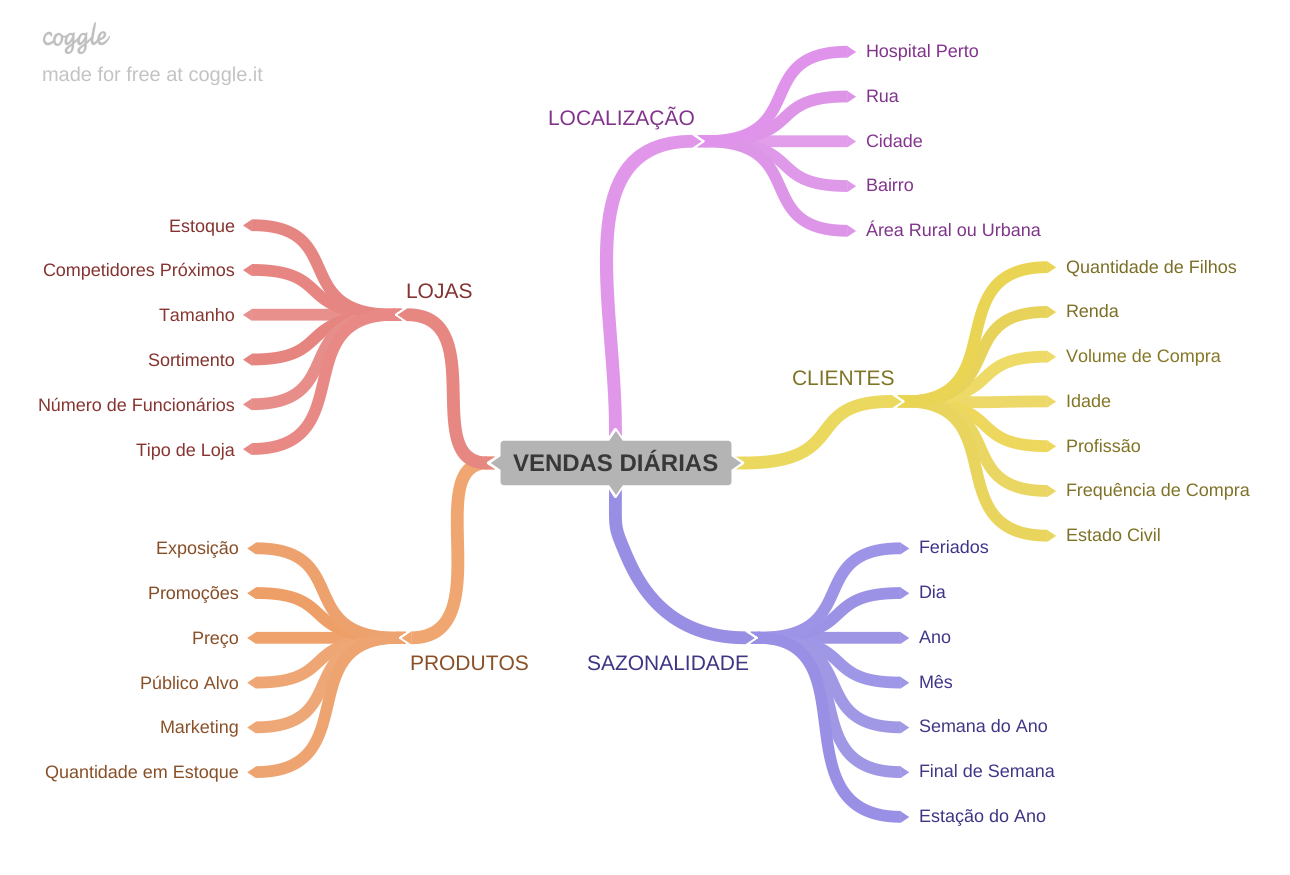 coggle
made for free at coggle.it
VENDAS DIÁRIAS
LOCALIZAÇÃO
Hospital Perto
Rua
Cidade
Bairro
Área Rural ou Urbana
CLIENTES
Quantidade de Filhos
Renda
Volume de Compra
Idade
Profissão
Frequência de Compra
Estado Civil
SAZONALIDADE
Feriados
Dia
Ano
Mês
Semana do Ano
Final de Semana
Estação do Ano
LOJAS
Estoque
Competidores Próximos
Tamanho
Sortimento
Número de Funcionários
Tipo de Loja
PRODUTOS
Exposição
Promoções
Preço
Público Alvo
Marketing
Quantidade em Estoque